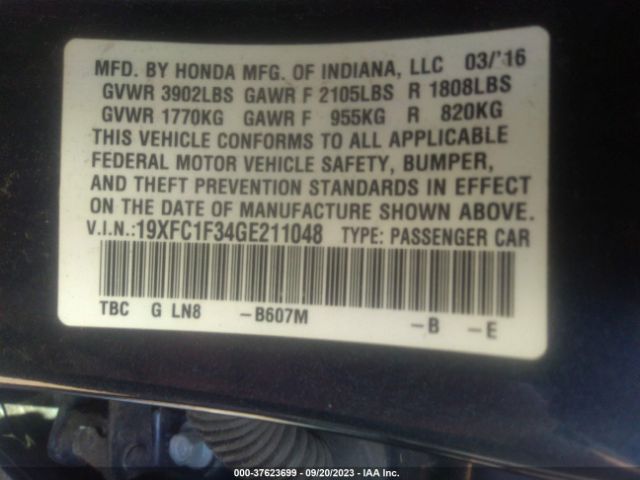 MFD. BY HONDA MFG. OF INDIANA, LLC 03/'16
GVWR 3902LBS GAWR F 2105LBS R 1808LBS
GVWR 1770KG GAWR F 955KG R 820KG
THIS VEHICLE CONFORMS TO ALL APPLICABLE
FEDERAL MOTOR VEHICLE SAFETY, BUMPER,
AND THEFT PREVENTION STANDARDS IN EFFECT
ON THE DATE OF MANUFACTURE SHOWN ABOVE.
V.I.N.:19XFC1F34GE211048 TYPE: PASSENGER CAR
TBC G LN8 -B607M -B -E
000-37623699 - 09/20/2023 - IAA Inc.